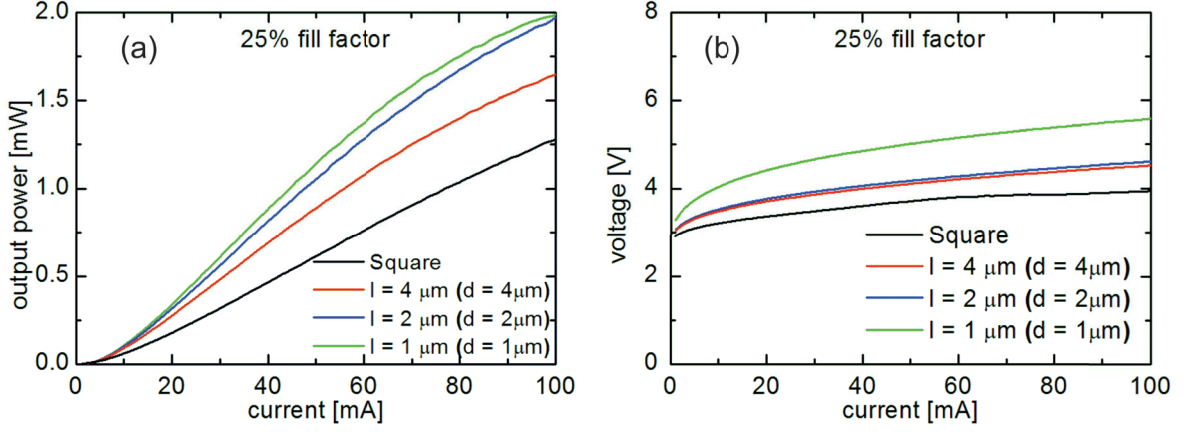 (a)
25% fill factor
output power [mW]
2.0
1.5
1.0
0.5
0.0
Square
l = 4 μm (d = 4μm)
l = 2 μm (d = 2μm)
l = 1 μm (d = 1μm)
0 20 40 60 80 100
current [mA]
(b)
25% fill factor
voltage [V]
8
6
4
2
0
Square
l = 4 μm (d = 4μm)
l = 2 μm (d = 2μm)
l = 1 μm (d = 1μm)
0 20 40 60 80 100
current [mA]